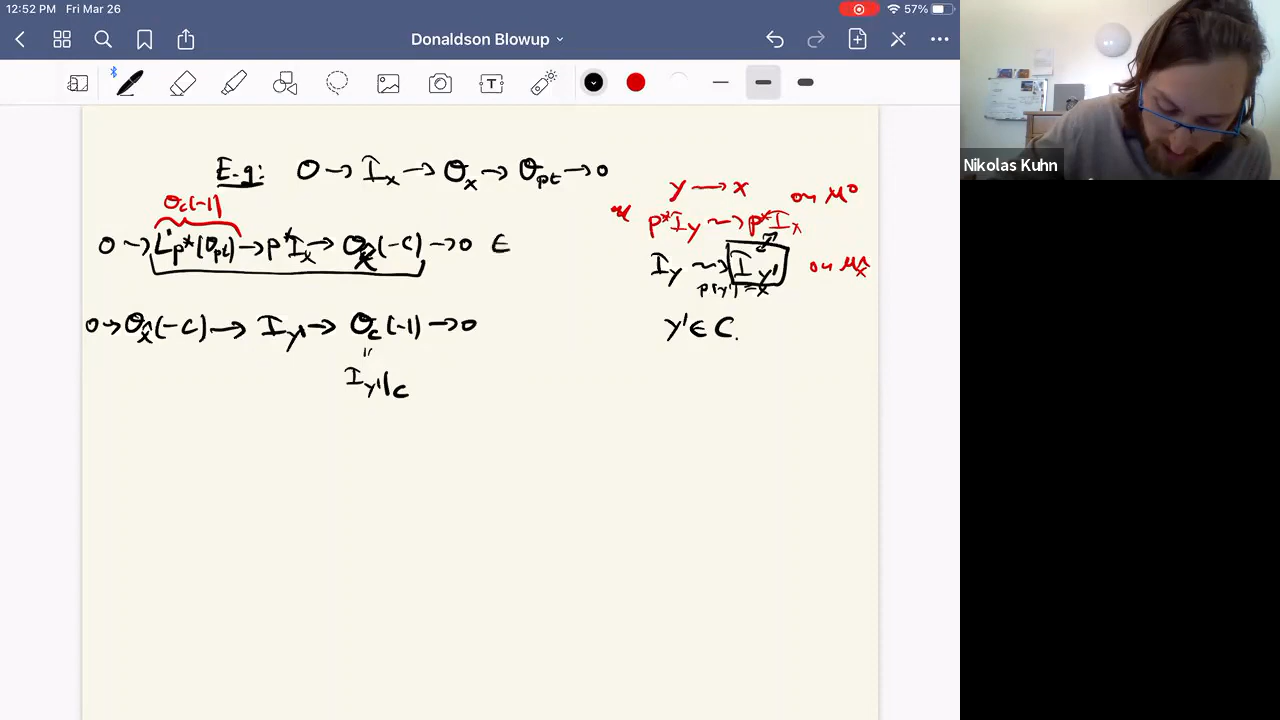 12:52 PM Fri Mar 26
57%
Donaldson Blowup
Nikolas Kuhn
E.g: 0 → I_x → O_x → O_pt → 0
O_C(-1)
0 → L^•p^*(O_pt) → p^*I_x → O_X̂(-C) → 0 ∈
0 → O_X̂(-C) → I_y' → O_C(-1) → 0
"
I_y'|_C
y → x on M^0
p^*I_y ⇝ p^*I_x
I_y ⇝ I_y' on M_X̂
p(y') = x
y' ∈ C.